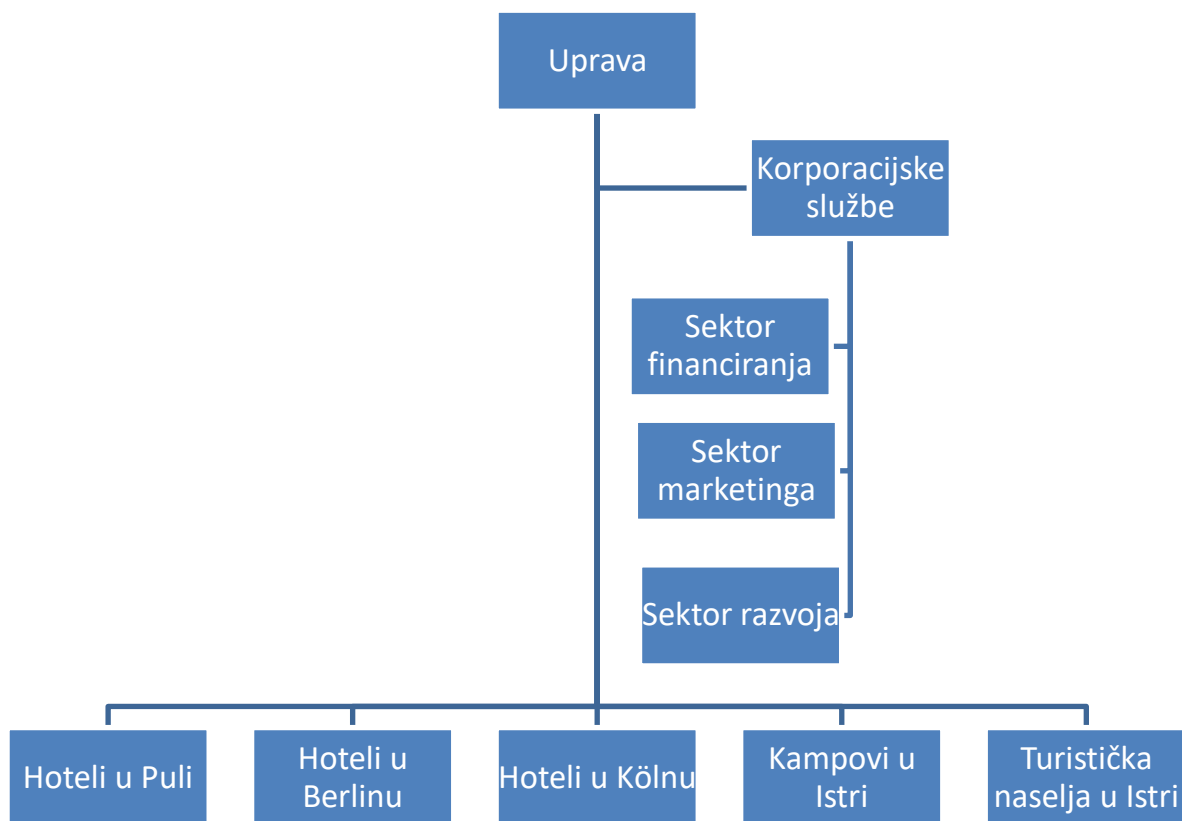 Uprava
Korporacijske
službe
Sektor
financiranja
Sektor
marketinga
Sektor razvoja
Hoteli u Puli
Hoteli u
Berlinu
Hoteli u Kölnu
Kampovi u
Istri
Turistička
naselja u Istri